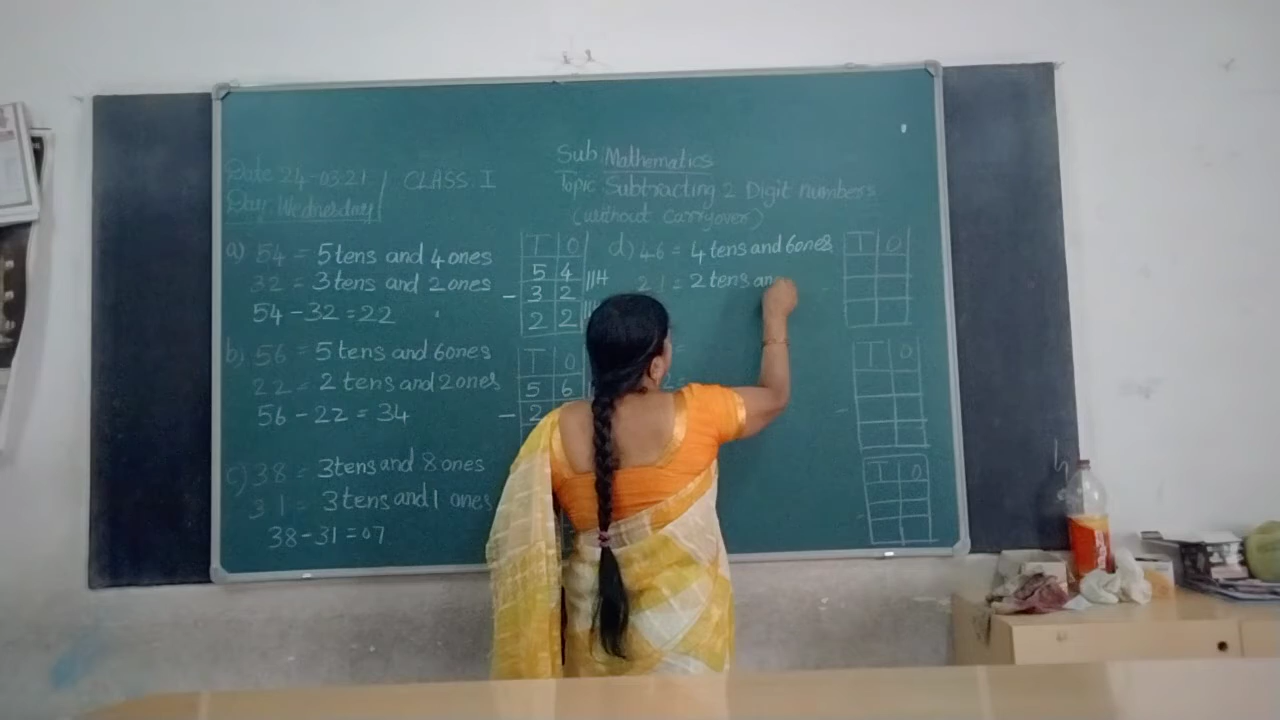 Date 24-03-21
Day: Wednesday
CLASS: I
Sub Mathematics
Topic Subtracting 2 Digit numbers
(without carryover)
a) 54 = 5 tens and 4 ones
32 = 3 tens and 2 ones
54 - 32 = 22
T O
5 4
- 3 2
2 2
b) 56 = 5 tens and 6 ones
22 = 2 tens and 2 ones
56 - 22 = 34
T O
5 6
- 2
c) 38 = 3 tens and 8 ones
31 = 3 tens and 1 ones
38 - 31 = 07
d) 46 = 4 tens and 6 ones
21 = 2 tens an
T O
T O
T O